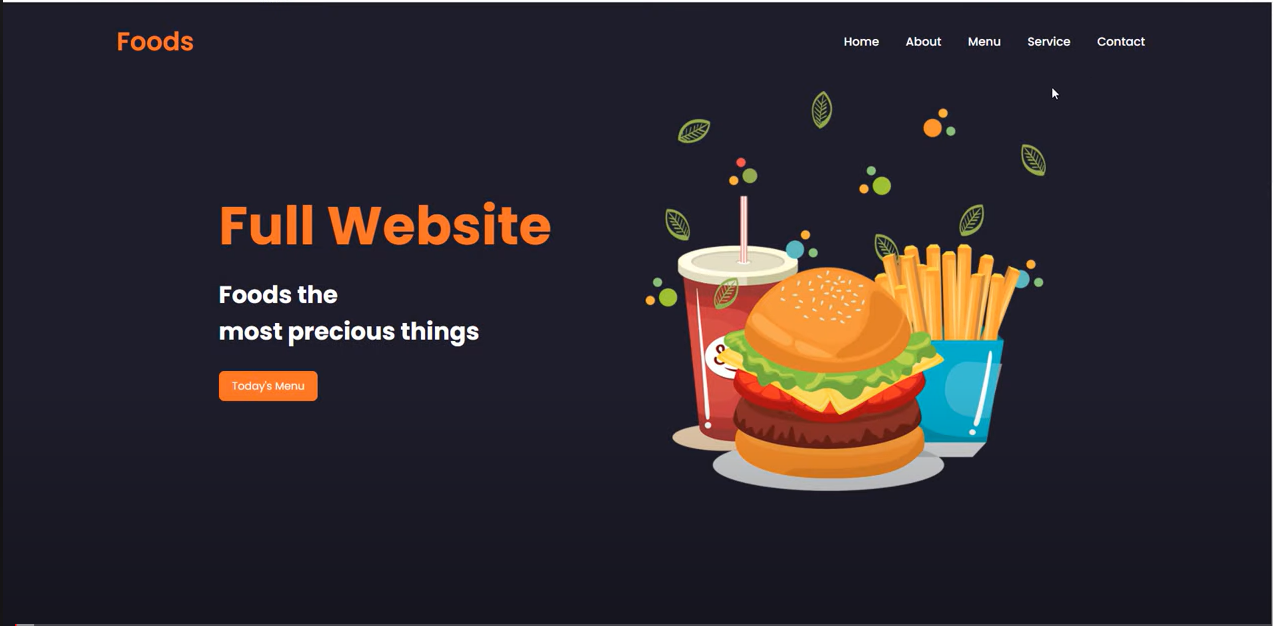 Foods
Home About Menu Service Contact
Full Website
Foods the
most precious things
Today's Menu